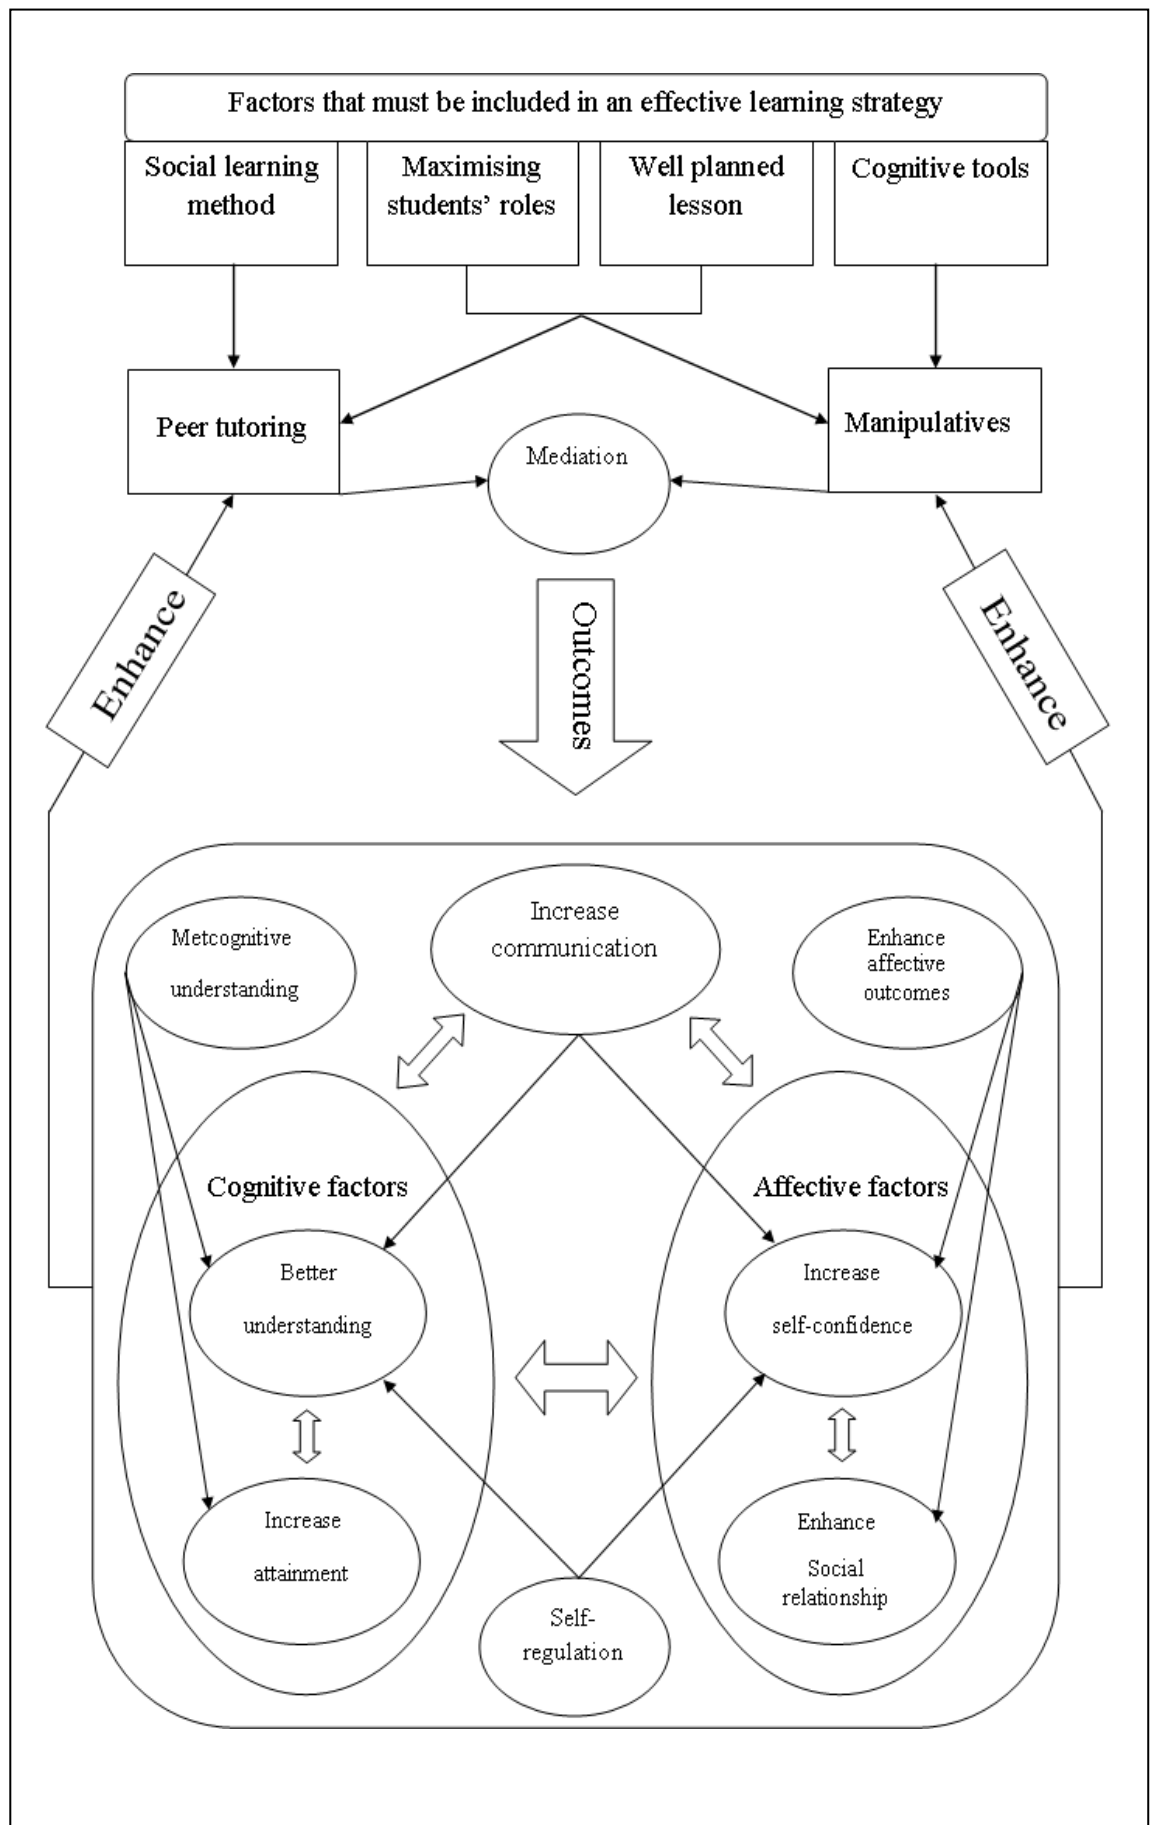 Factors that must be included in an effective learning strategy
Social learning
method
Maximising
students’ roles
Well planned
lesson
Cognitive tools
Peer tutoring
Mediation
Manipulatives
Enhance
Outcomes
Enhance
Metcognitive
understanding
Increase
communication
Enhance
affective
outcomes
Cognitive factors
Affective factors
Better
understanding
Increase
self-confidence
Increase
attainment
Enhance
Social
relationship
Self-
regulation